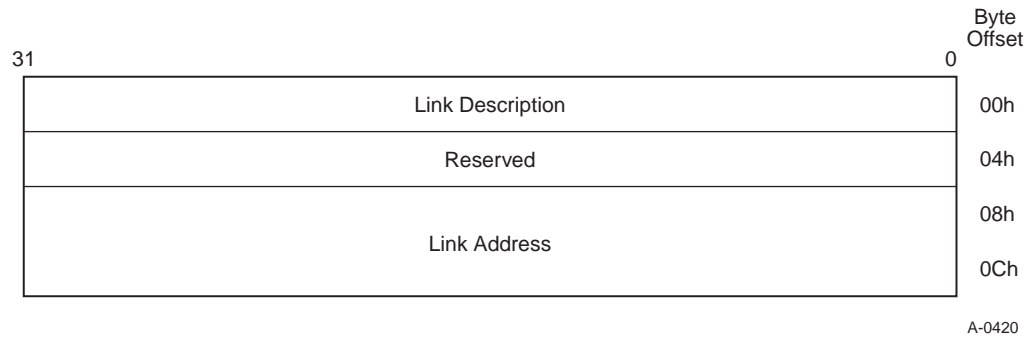 Byte
Offset
31 0
Link Description 00h
Reserved 04h
08h
Link Address
0Ch
A-0420